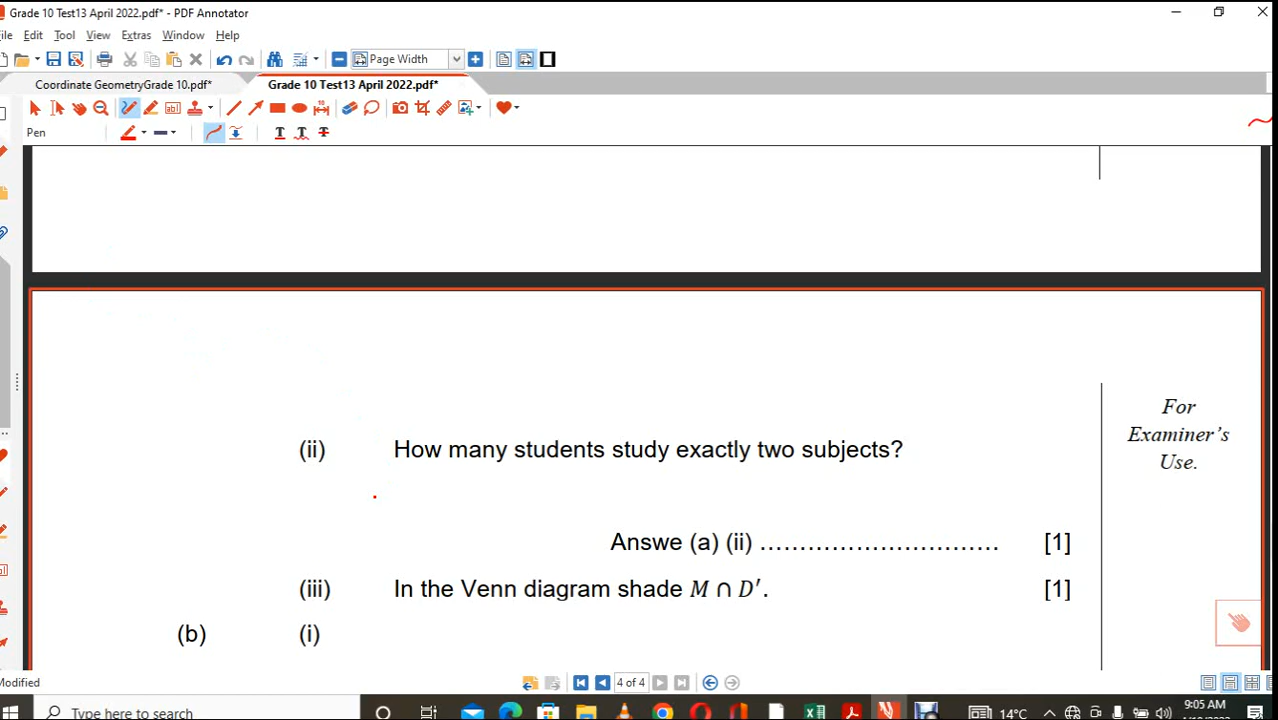 Grade 10 Test13 April 2022.pdf* - PDF Annotator
ile Edit Tool View Extras Window Help
Page Width
Coordinate GeometryGrade 10.pdf* Grade 10 Test13 April 2022.pdf*
Pen
For
Examiner's
Use.
(ii) How many students study exactly two subjects?
Answe (a) (ii) ................................ [1]
(iii) In the Venn diagram shade M ∩ D′. [1]
(b) (i)
Modified 4 of 4
Type here to search 14°C 9:05 AM